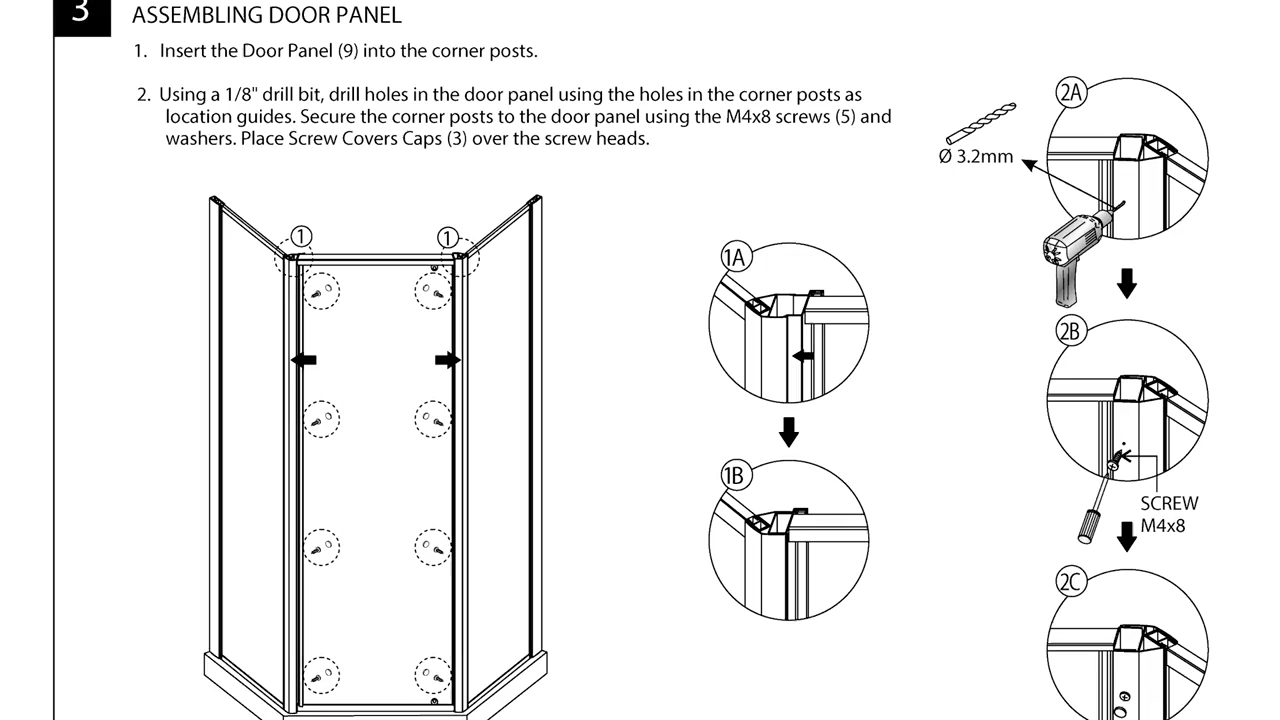 3
ASSEMBLING DOOR PANEL
1. Insert the Door Panel (9) into the corner posts.
2. Using a 1/8" drill bit, drill holes in the door panel using the holes in the corner posts as
location guides. Secure the corner posts to the door panel using the M4x8 screws (5) and
washers. Place Screw Covers Caps (3) over the screw heads.
2A
Ø 3.2mm
1
1
1A
2B
1B
SCREW
M4x8
2C